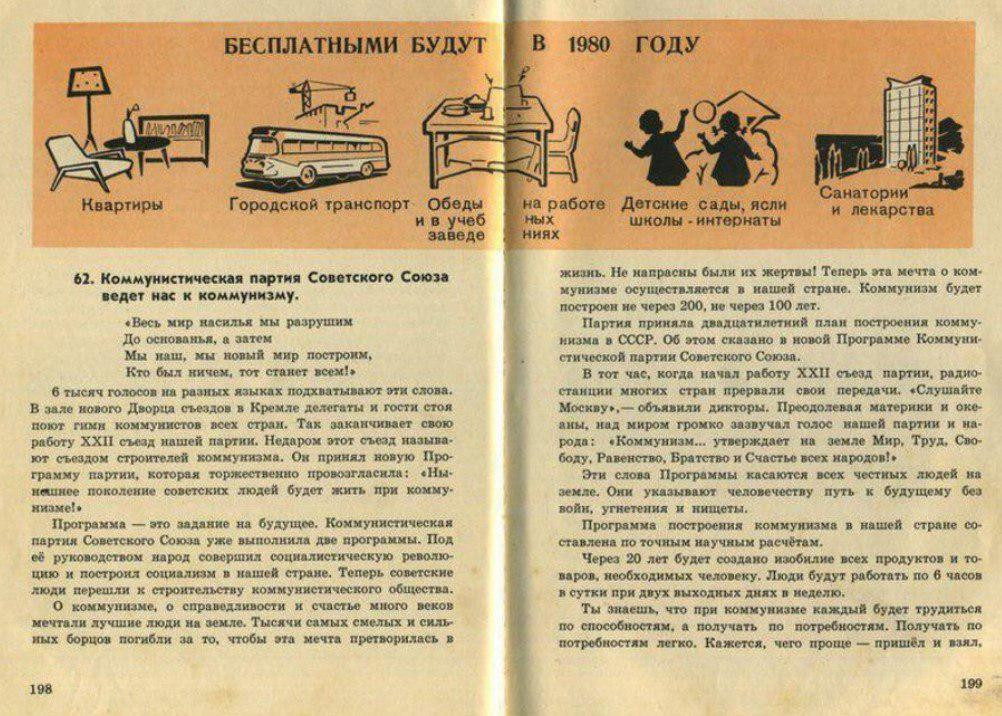 БЕСПЛАТНЫМИ БУДУТ В 1980 ГОДУ
Квартиры
Городской транспорт
Обеды на работе
и в учеб ных
заведе ниях
Детские сады, ясли
школы - интернаты
Санатории
и лекарства
62. Коммунистическая партия Советского Союза
ведет нас к коммунизму.
«Весь мир насилья мы разрушим
До основанья, а затем
Мы наш, мы новый мир построим,
Кто был ничем, тот станет всем!»
6 тысяч голосов на разных языках подхватывают эти слова.
В зале нового Дворца съездов в Кремле делегаты и гости стоя
поют гимн коммунистов всех стран. Так заканчивает свою
работу XXII съезд нашей партии. Недаром этот съезд называ-
ют съездом строителей коммунизма. Он принял новую Про-
грамму партии, которая торжественно провозгласила: «Ны-
нешнее поколение советских людей будет жить при комму-
низме!»
Программа — это задание на будущее. Коммунистическая
партия Советского Союза уже выполнила две программы. Под
её руководством народ совершил социалистическую револю-
цию и построил социализм в нашей стране. Теперь советские
люди перешли к строительству коммунистического общества.
О коммунизме, о справедливости и счастье много веков
мечтали лучшие люди на земле. Тысячи самых смелых и силь-
ных борцов погибли за то, чтобы эта мечта претворилась в
198
жизнь. Не напрасны были их жертвы! Теперь эта мечта о ком-
мунизме осуществляется в нашей стране. Коммунизм будет
построен не через 200, не через 100 лет.
Партия приняла двадцатилетний план построения комму-
низма в СССР. Об этом сказано в новой Программе Коммуни-
стической партии Советского Союза.
В тот час, когда начал работу XXII съезд партии, радио-
станции многих стран прервали свои передачи. «Слушайте
Москву»,— объявили дикторы. Преодолевая материки и оке-
аны, над миром громко зазвучал голос нашей партии и на-
рода: «Коммунизм... утверждает на земле Мир, Труд, Сво-
боду, Равенство, Братство и Счастье всех народов!»
Эти слова Программы касаются всех честных людей на
земле. Они указывают человечеству путь к будущему без
войн, угнетения и нищеты.
Программа построения коммунизма в нашей стране со-
ставлена по точным научным расчётам.
Через 20 лет будет создано изобилие всех продуктов и то-
варов, необходимых человеку. Люди будут работать по 6 часов
в сутки при двух выходных днях в неделю.
Ты знаешь, что при коммунизме каждый будет трудиться
по способностям, а получать по потребностям. Получать по
потребностям легко. Кажется, чего проще — пришёл и взял,
199